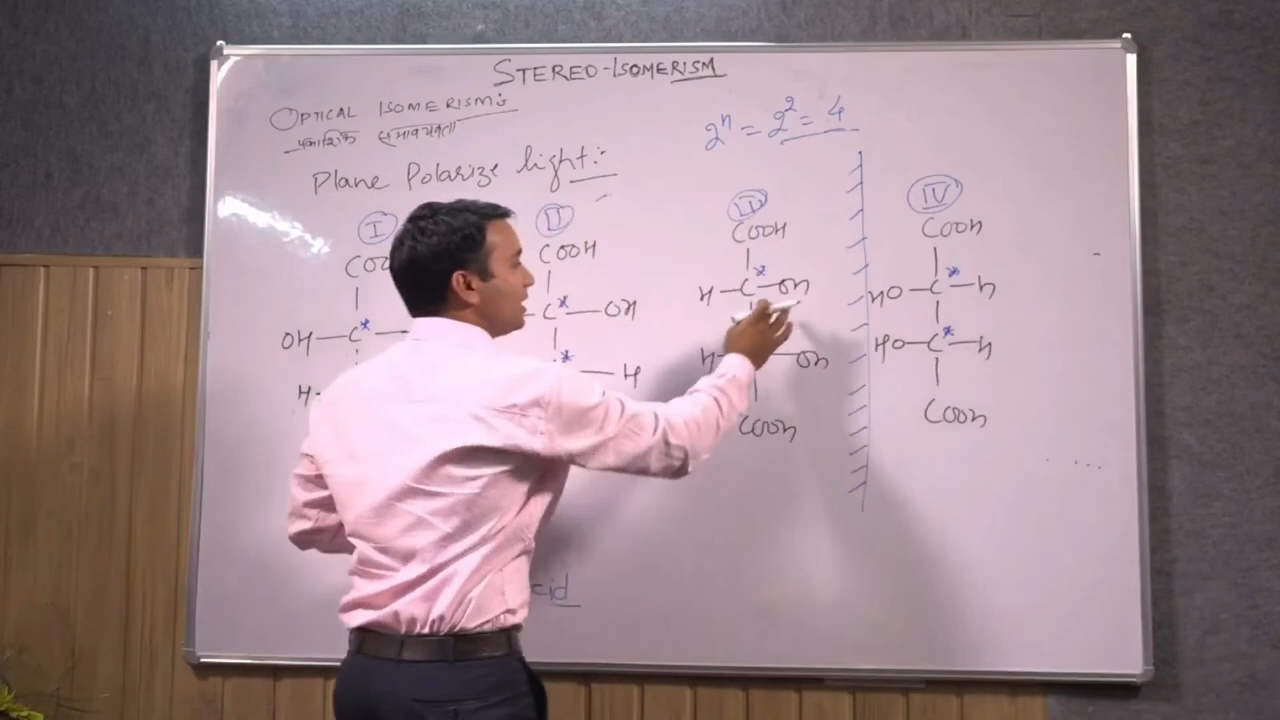 STEREO-ISOMERISM
OPTICAL ISOMERISM:
प्रकाशिक समावयवता
2ⁿ = 2² = 4
Plane Polarize light:-
I II III IV
COO COOH COOH COOH
OH—C*— —C*—OH H—C*—OH HO—C*—H
H— *—H H— —OH HO—C*—H
COOH COOH
cid